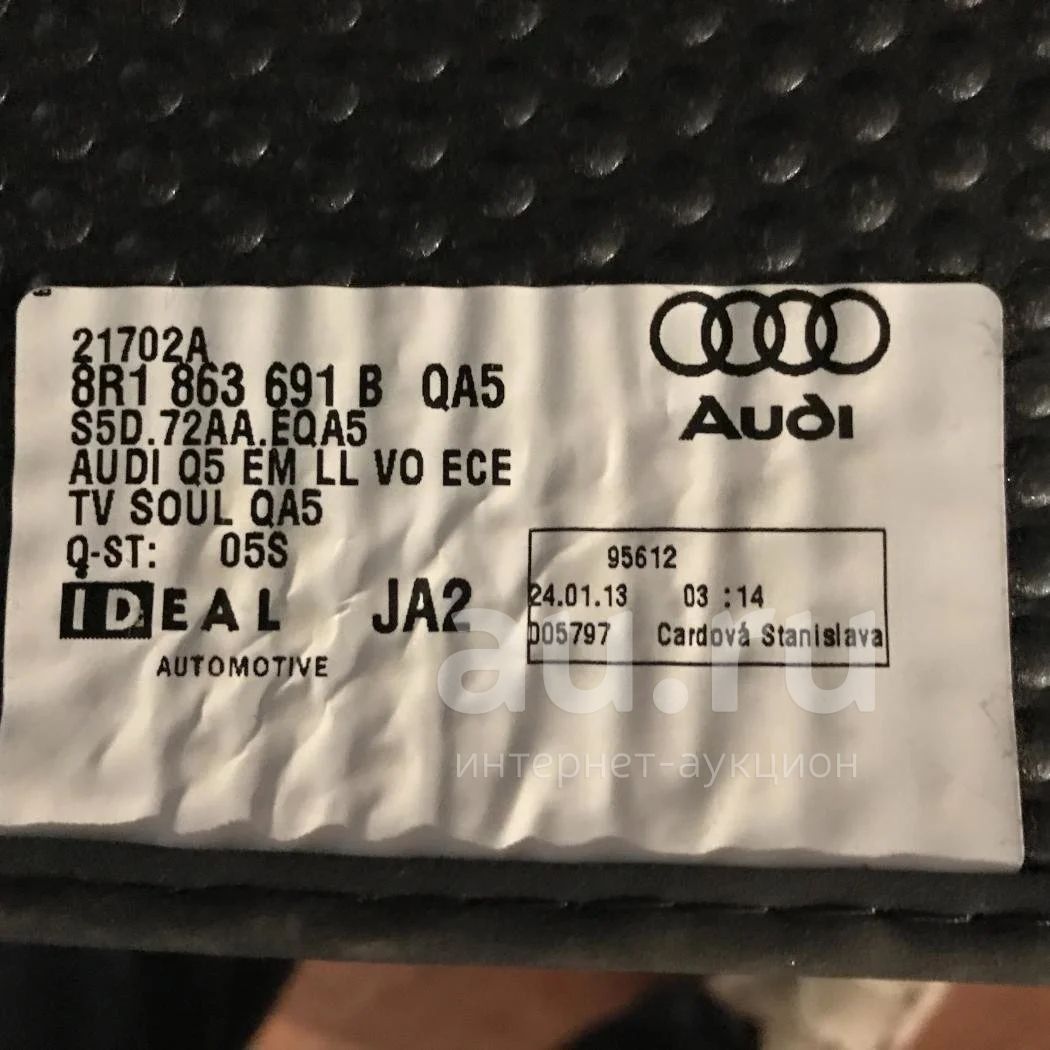 21702A
8R1 863 691 B QA5
S5D.72AA.EQA5
AUDI Q5 EM LL VO ECE
TV SOUL QA5
Q-ST: 05S
IDEAL JA2
AUTOMOTIVE
Audi
95612
24.01.13 03 :14
005797 Cardová Stanislava
au.ru
интернет-аукцион